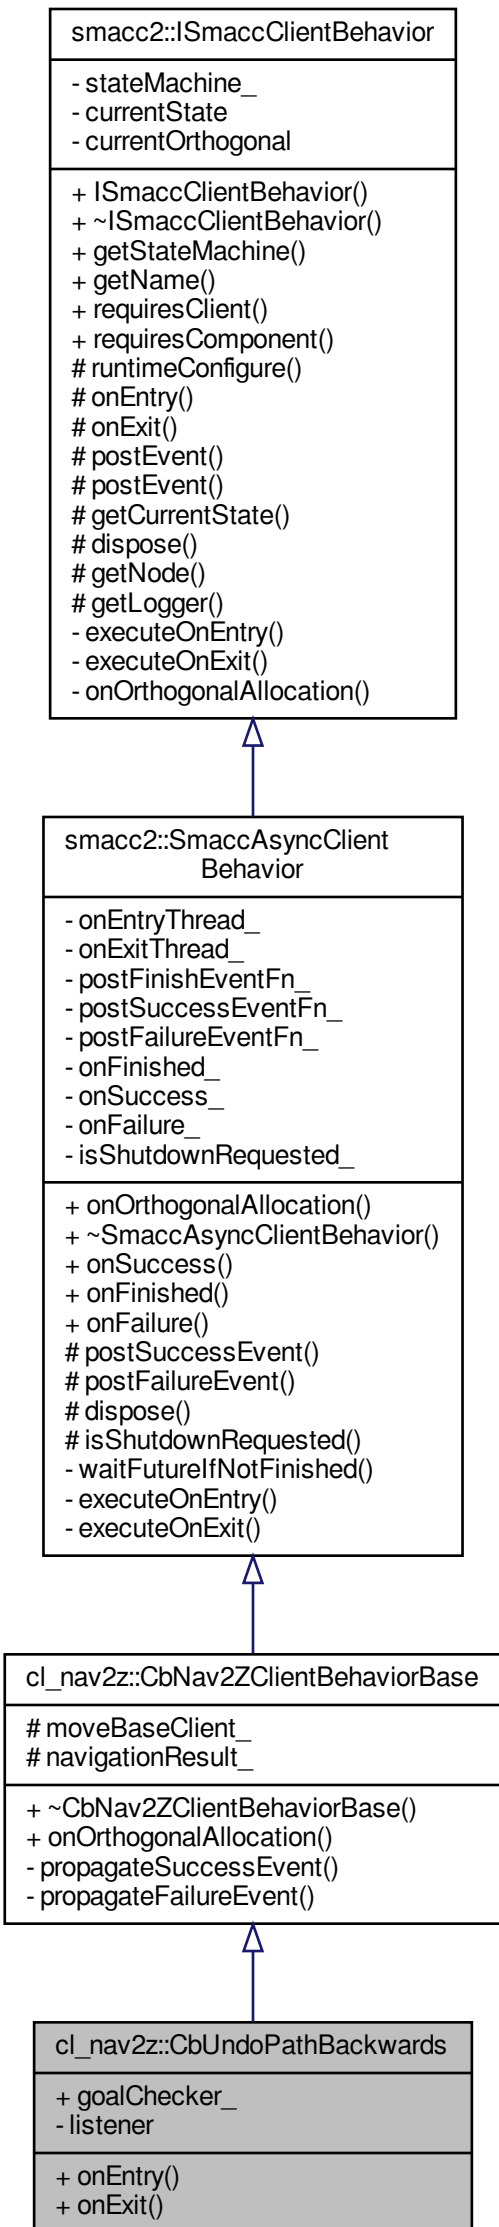 smacc2::ISmaccClientBehavior
- stateMachine_
- currentState
- currentOrthogonal
+ ISmaccClientBehavior()
+ ~ISmaccClientBehavior()
+ getStateMachine()
+ getName()
+ requiresClient()
+ requiresComponent()
# runtimeConfigure()
# onEntry()
# onExit()
# postEvent()
# postEvent()
# getCurrentState()
# dispose()
# getNode()
# getLogger()
- executeOnEntry()
- executeOnExit()
- onOrthogonalAllocation()
smacc2::SmaccAsyncClient
Behavior
- onEntryThread_
- onExitThread_
- postFinishEventFn_
- postSuccessEventFn_
- postFailureEventFn_
- onFinished_
- onSuccess_
- onFailure_
- isShutdownRequested_
+ onOrthogonalAllocation()
+ ~SmaccAsyncClientBehavior()
+ onSuccess()
+ onFinished()
+ onFailure()
# postSuccessEvent()
# postFailureEvent()
# dispose()
# isShutdownRequested()
- waitFutureIfNotFinished()
- executeOnEntry()
- executeOnExit()
cl_nav2z::CbNav2ZClientBehaviorBase
# moveBaseClient_
# navigationResult_
+ ~CbNav2ZClientBehaviorBase()
+ onOrthogonalAllocation()
- propagateSuccessEvent()
- propagateFailureEvent()
cl_nav2z::CbUndoPathBackwards
+ goalChecker_
- listener
+ onEntry()
+ onExit()